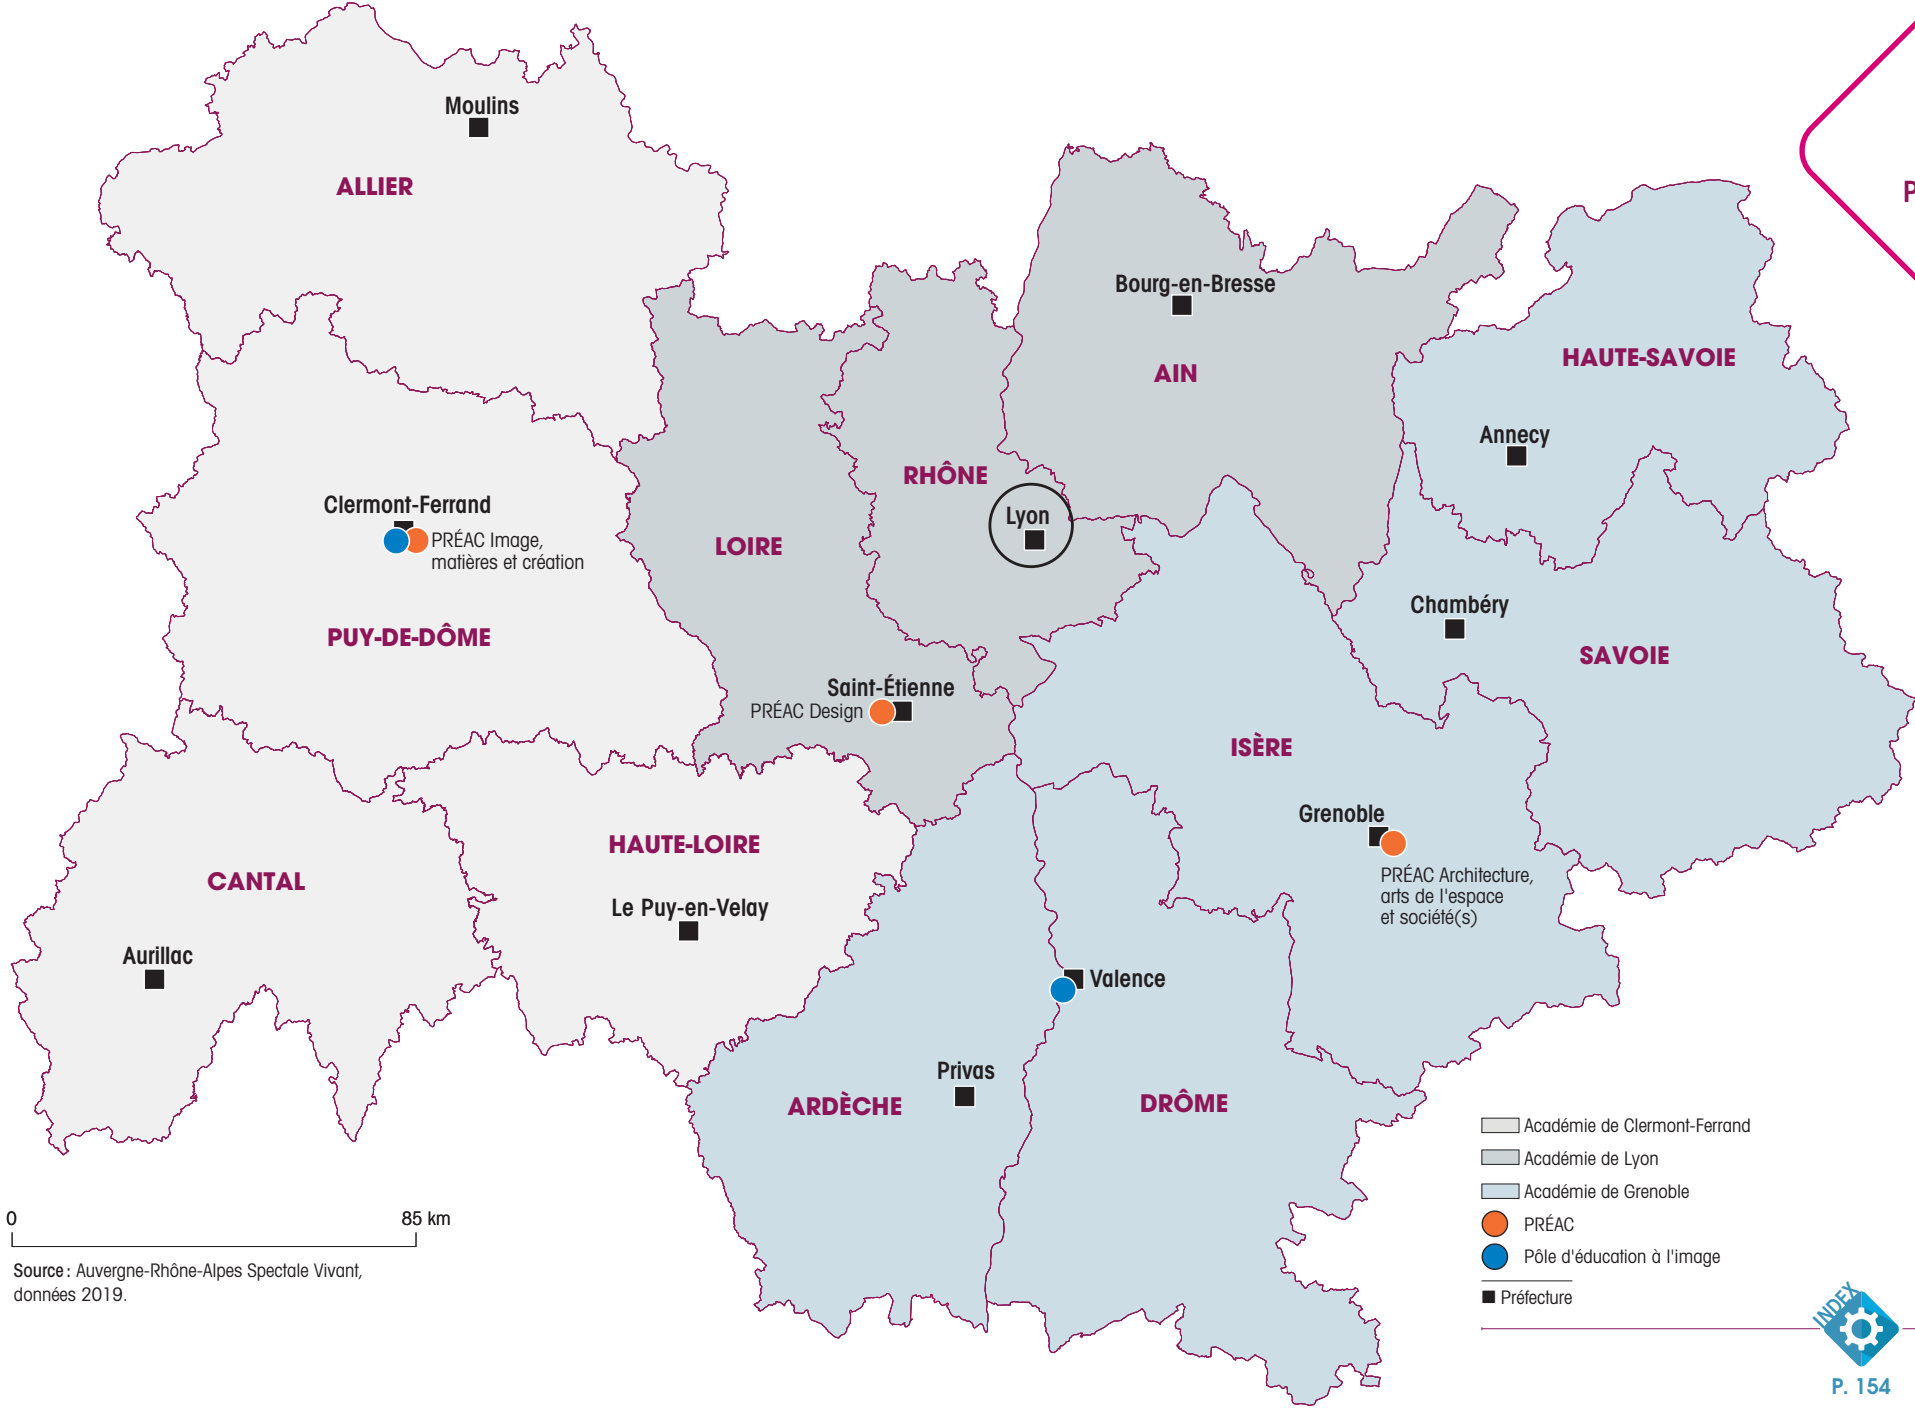 Moulins
ALLIER
P
Bourg-en-Bresse
AIN
HAUTE-SAVOIE
Annecy
RHÔNE
Clermont-Ferrand
Lyon
PRÉAC Image,
matières et création
LOIRE
Chambéry
PUY-DE-DÔME
SAVOIE
Saint-Étienne
PRÉAC Design
ISÈRE
Grenoble
HAUTE-LOIRE
PRÉAC Architecture,
arts de l'espace
et société(s)
CANTAL
Le Puy-en-Velay
Aurillac
Valence
Privas
ARDÈCHE
DRÔME
Académie de Clermont-Ferrand
Académie de Lyon
Académie de Grenoble
PRÉAC
Pôle d'éducation à l'image
Préfecture
0 85 km
Source : Auvergne-Rhône-Alpes Spectale Vivant,
données 2019.
INDEX
P. 154